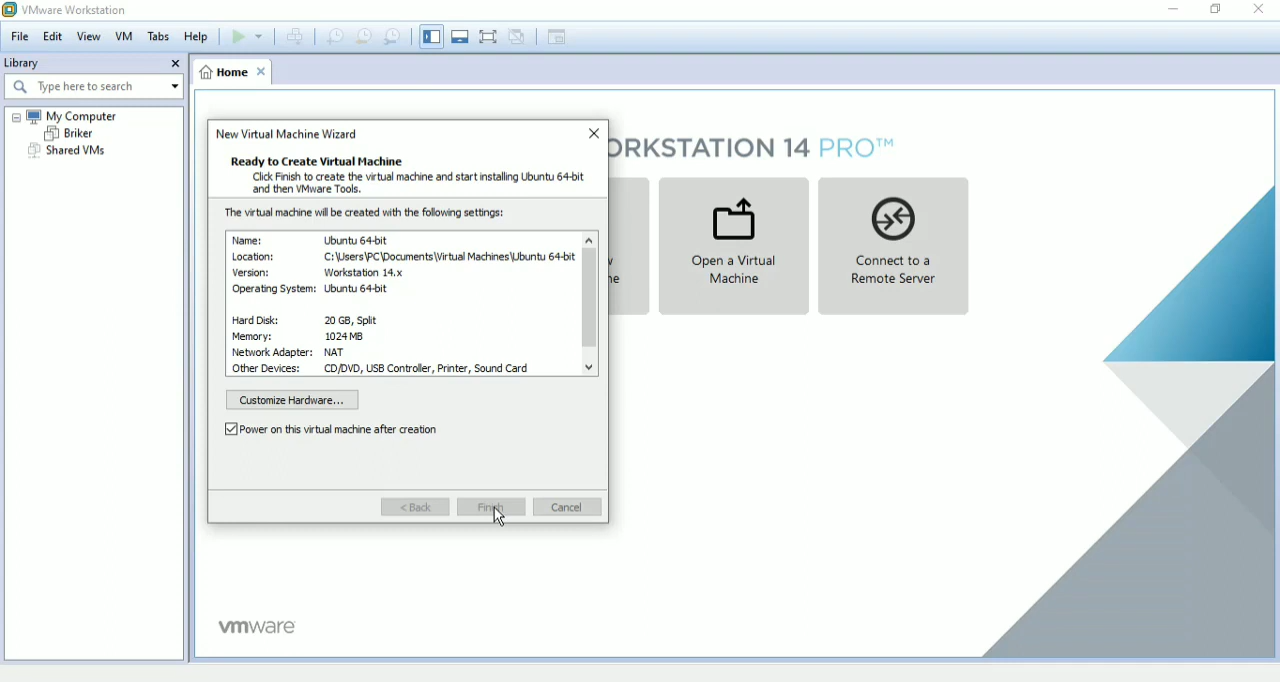 VMware Workstation
File Edit View VM Tabs Help
Library
Type here to search
My Computer
Briker
Shared VMs
Home
ORKSTATION 14 PRO™
New Virtual Machine Wizard
Ready to Create Virtual Machine
Click Finish to create the virtual machine and start installing Ubuntu 64-bit
and then VMware Tools.
The virtual machine will be created with the following settings:
Name: Ubuntu 64-bit
Location: C:\Users\PC\Documents\Virtual Machines\Ubuntu 64-bit
Version: Workstation 14.x
Operating System: Ubuntu 64-bit
Hard Disk: 20 GB, Split
Memory: 1024 MB
Network Adapter: NAT
Other Devices: CD/DVD, USB Controller, Printer, Sound Card
Customize Hardware...
Power on this virtual machine after creation
< Back Finish Cancel
w
ne
Open a Virtual
Machine
Connect to a
Remote Server
vmware